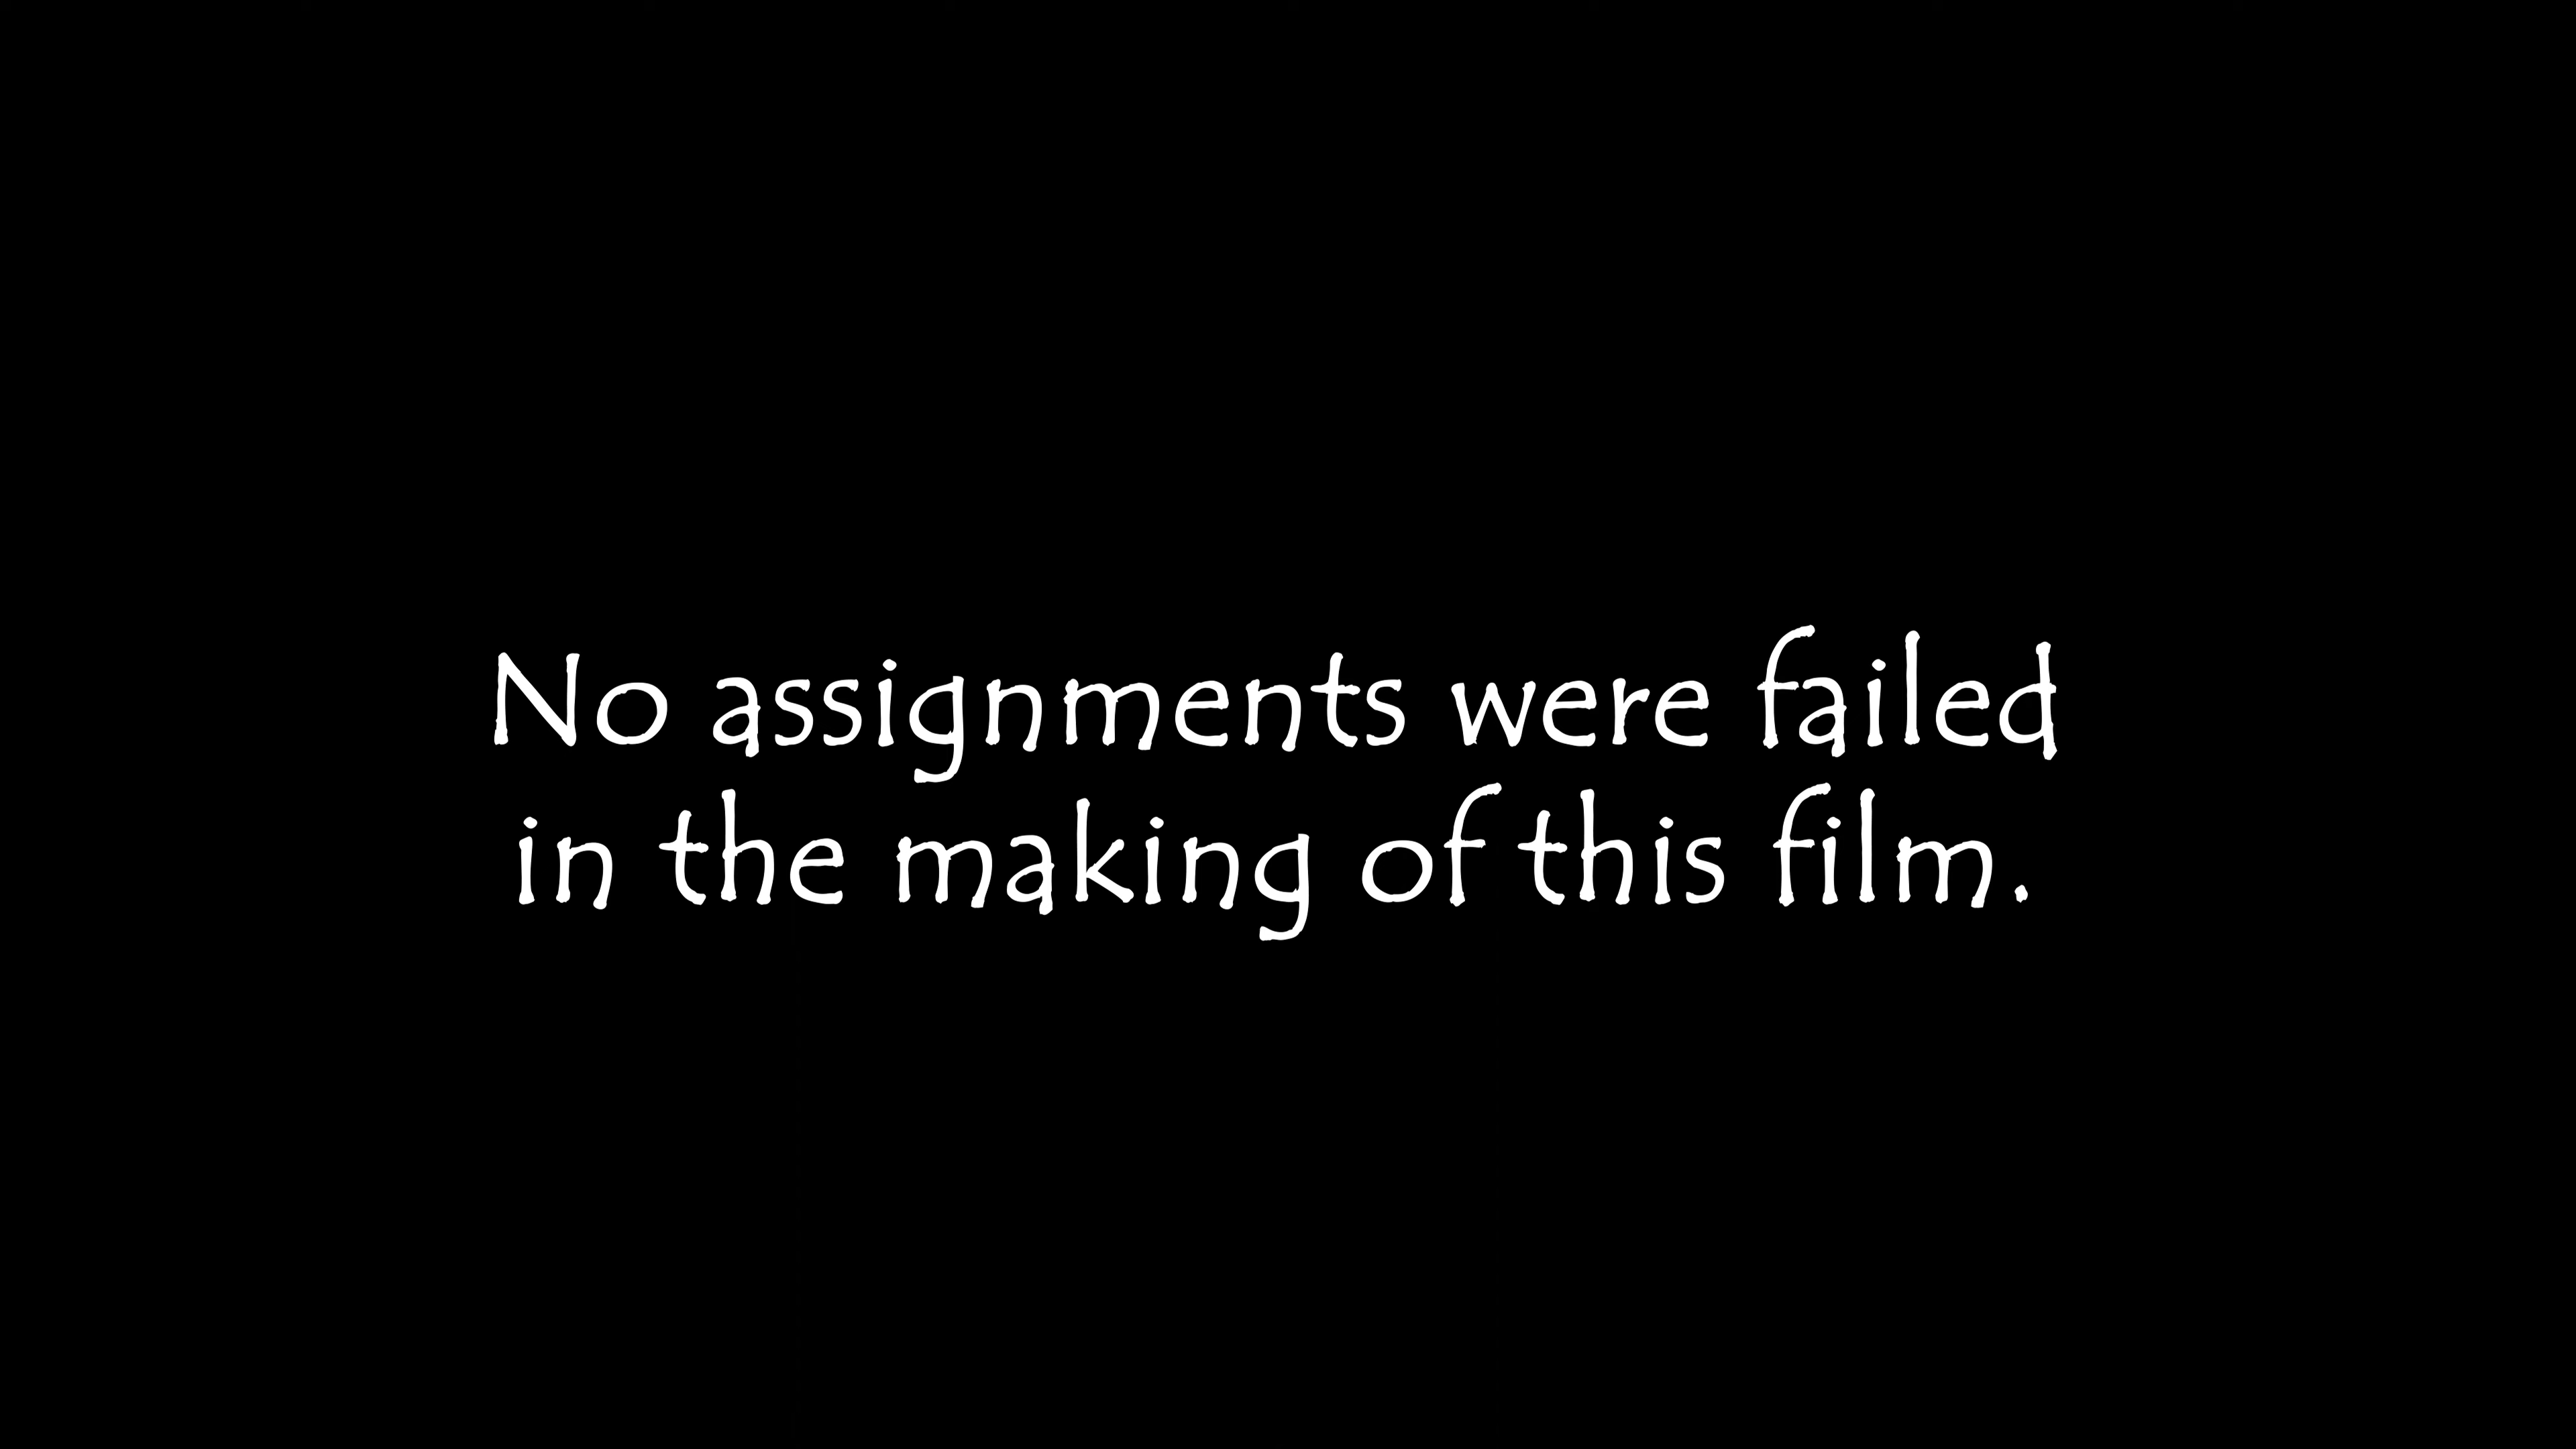 No assignments were failed
in the making of this film.